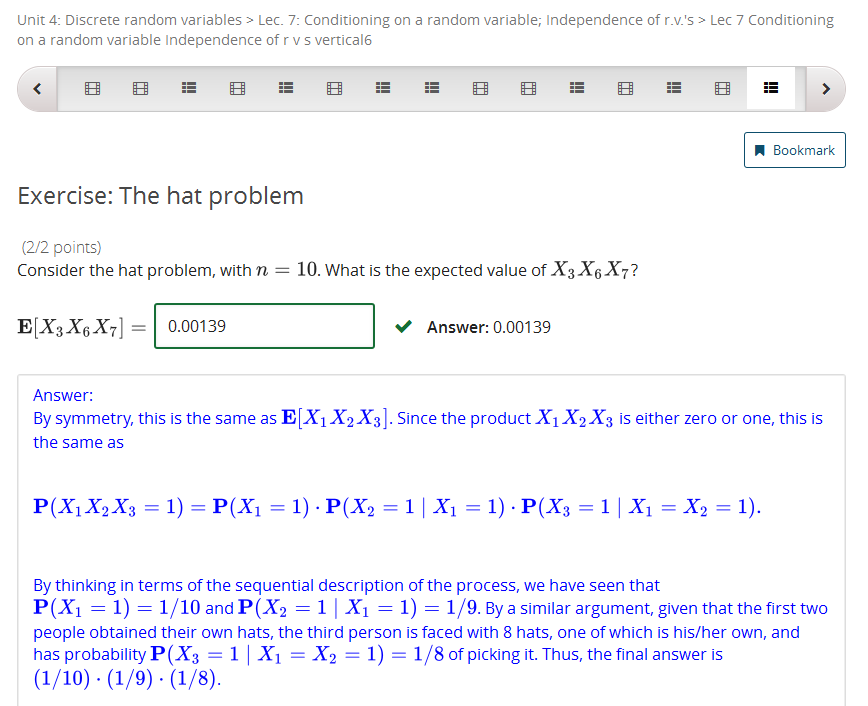 Unit 4: Discrete random variables > Lec. 7: Conditioning on a random variable; Independence of r.v.'s > Lec 7 Conditioning
on a random variable Independence of r v s vertical6
Bookmark
Exercise: The hat problem
(2/2 points)
Consider the hat problem, with n = 10. What is the expected value of X₃X₆X₇?
E[X₃X₆X₇] = 0.00139 ✔ Answer: 0.00139
Answer:
By symmetry, this is the same as E[X₁X₂X₃]. Since the product X₁X₂X₃ is either zero or one, this is
the same as
P(X₁X₂X₃ = 1) = P(X₁ = 1) · P(X₂ = 1 | X₁ = 1) · P(X₃ = 1 | X₁ = X₂ = 1).
By thinking in terms of the sequential description of the process, we have seen that
P(X₁ = 1) = 1/10 and P(X₂ = 1 | X₁ = 1) = 1/9. By a similar argument, given that the first two
people obtained their own hats, the third person is faced with 8 hats, one of which is his/her own, and
has probability P(X₃ = 1 | X₁ = X₂ = 1) = 1/8 of picking it. Thus, the final answer is
(1/10) · (1/9) · (1/8).